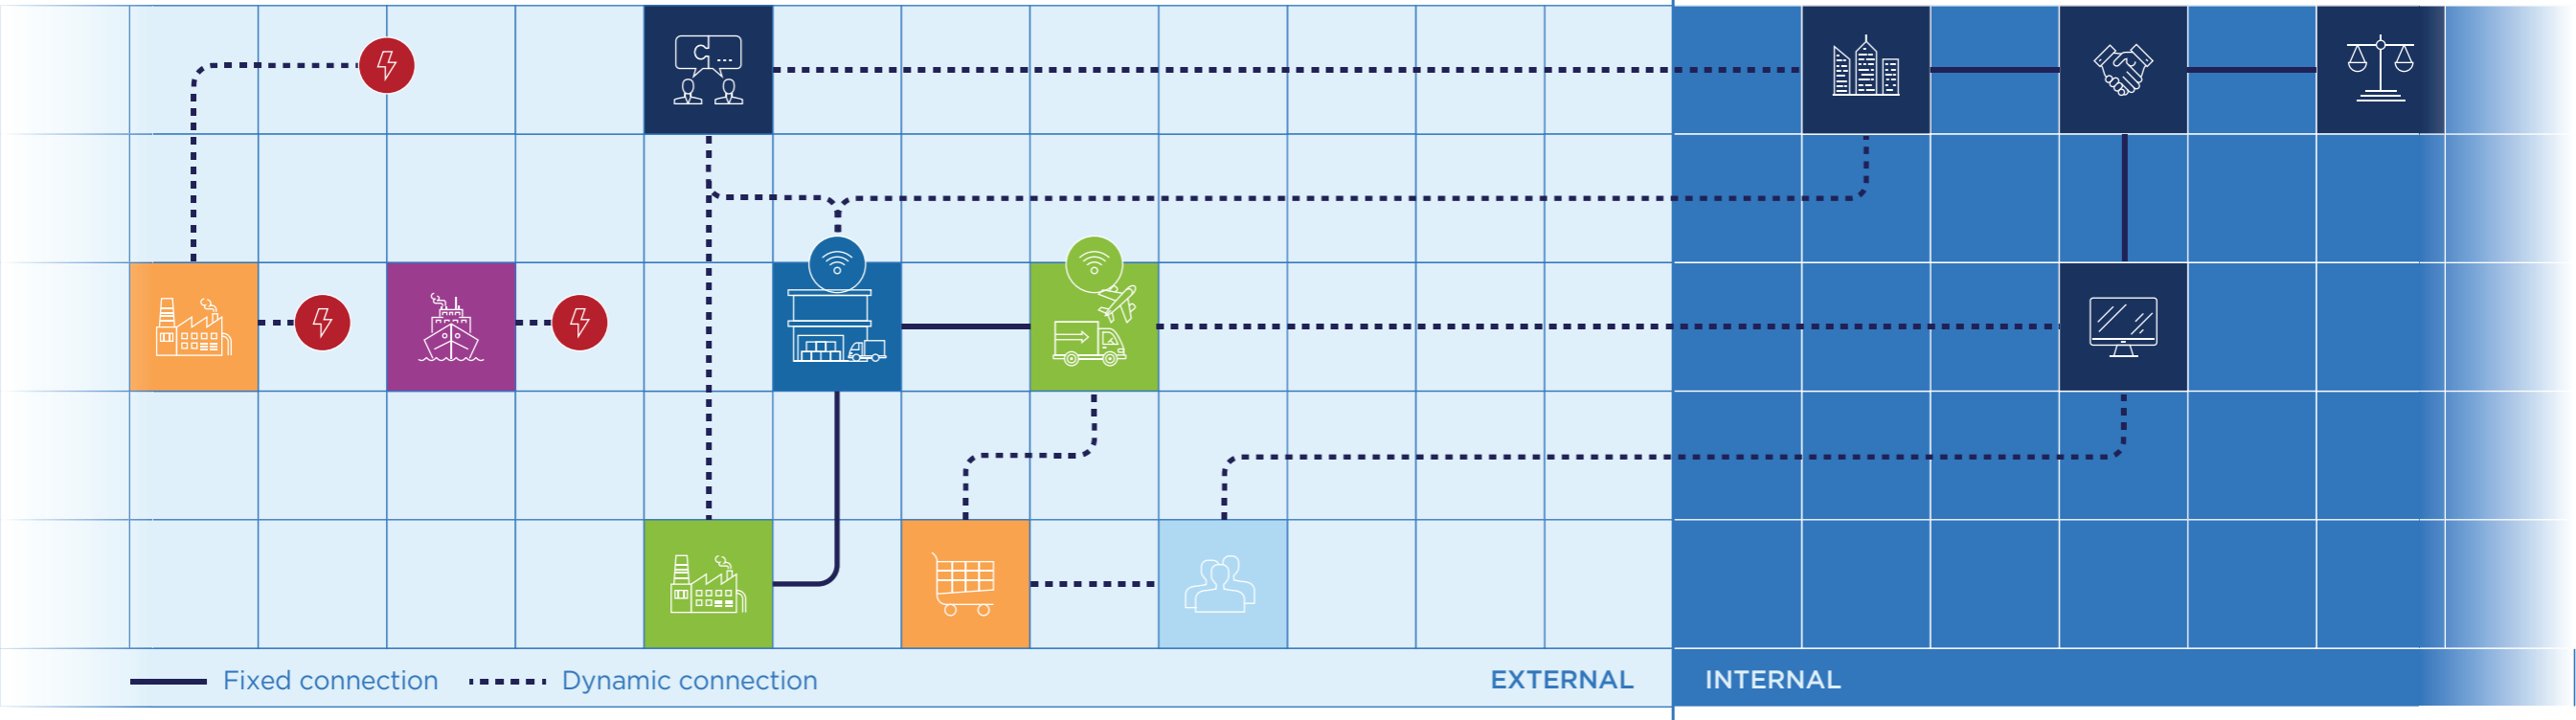 Fixed connection
Dynamic connection
EXTERNAL
INTERNAL